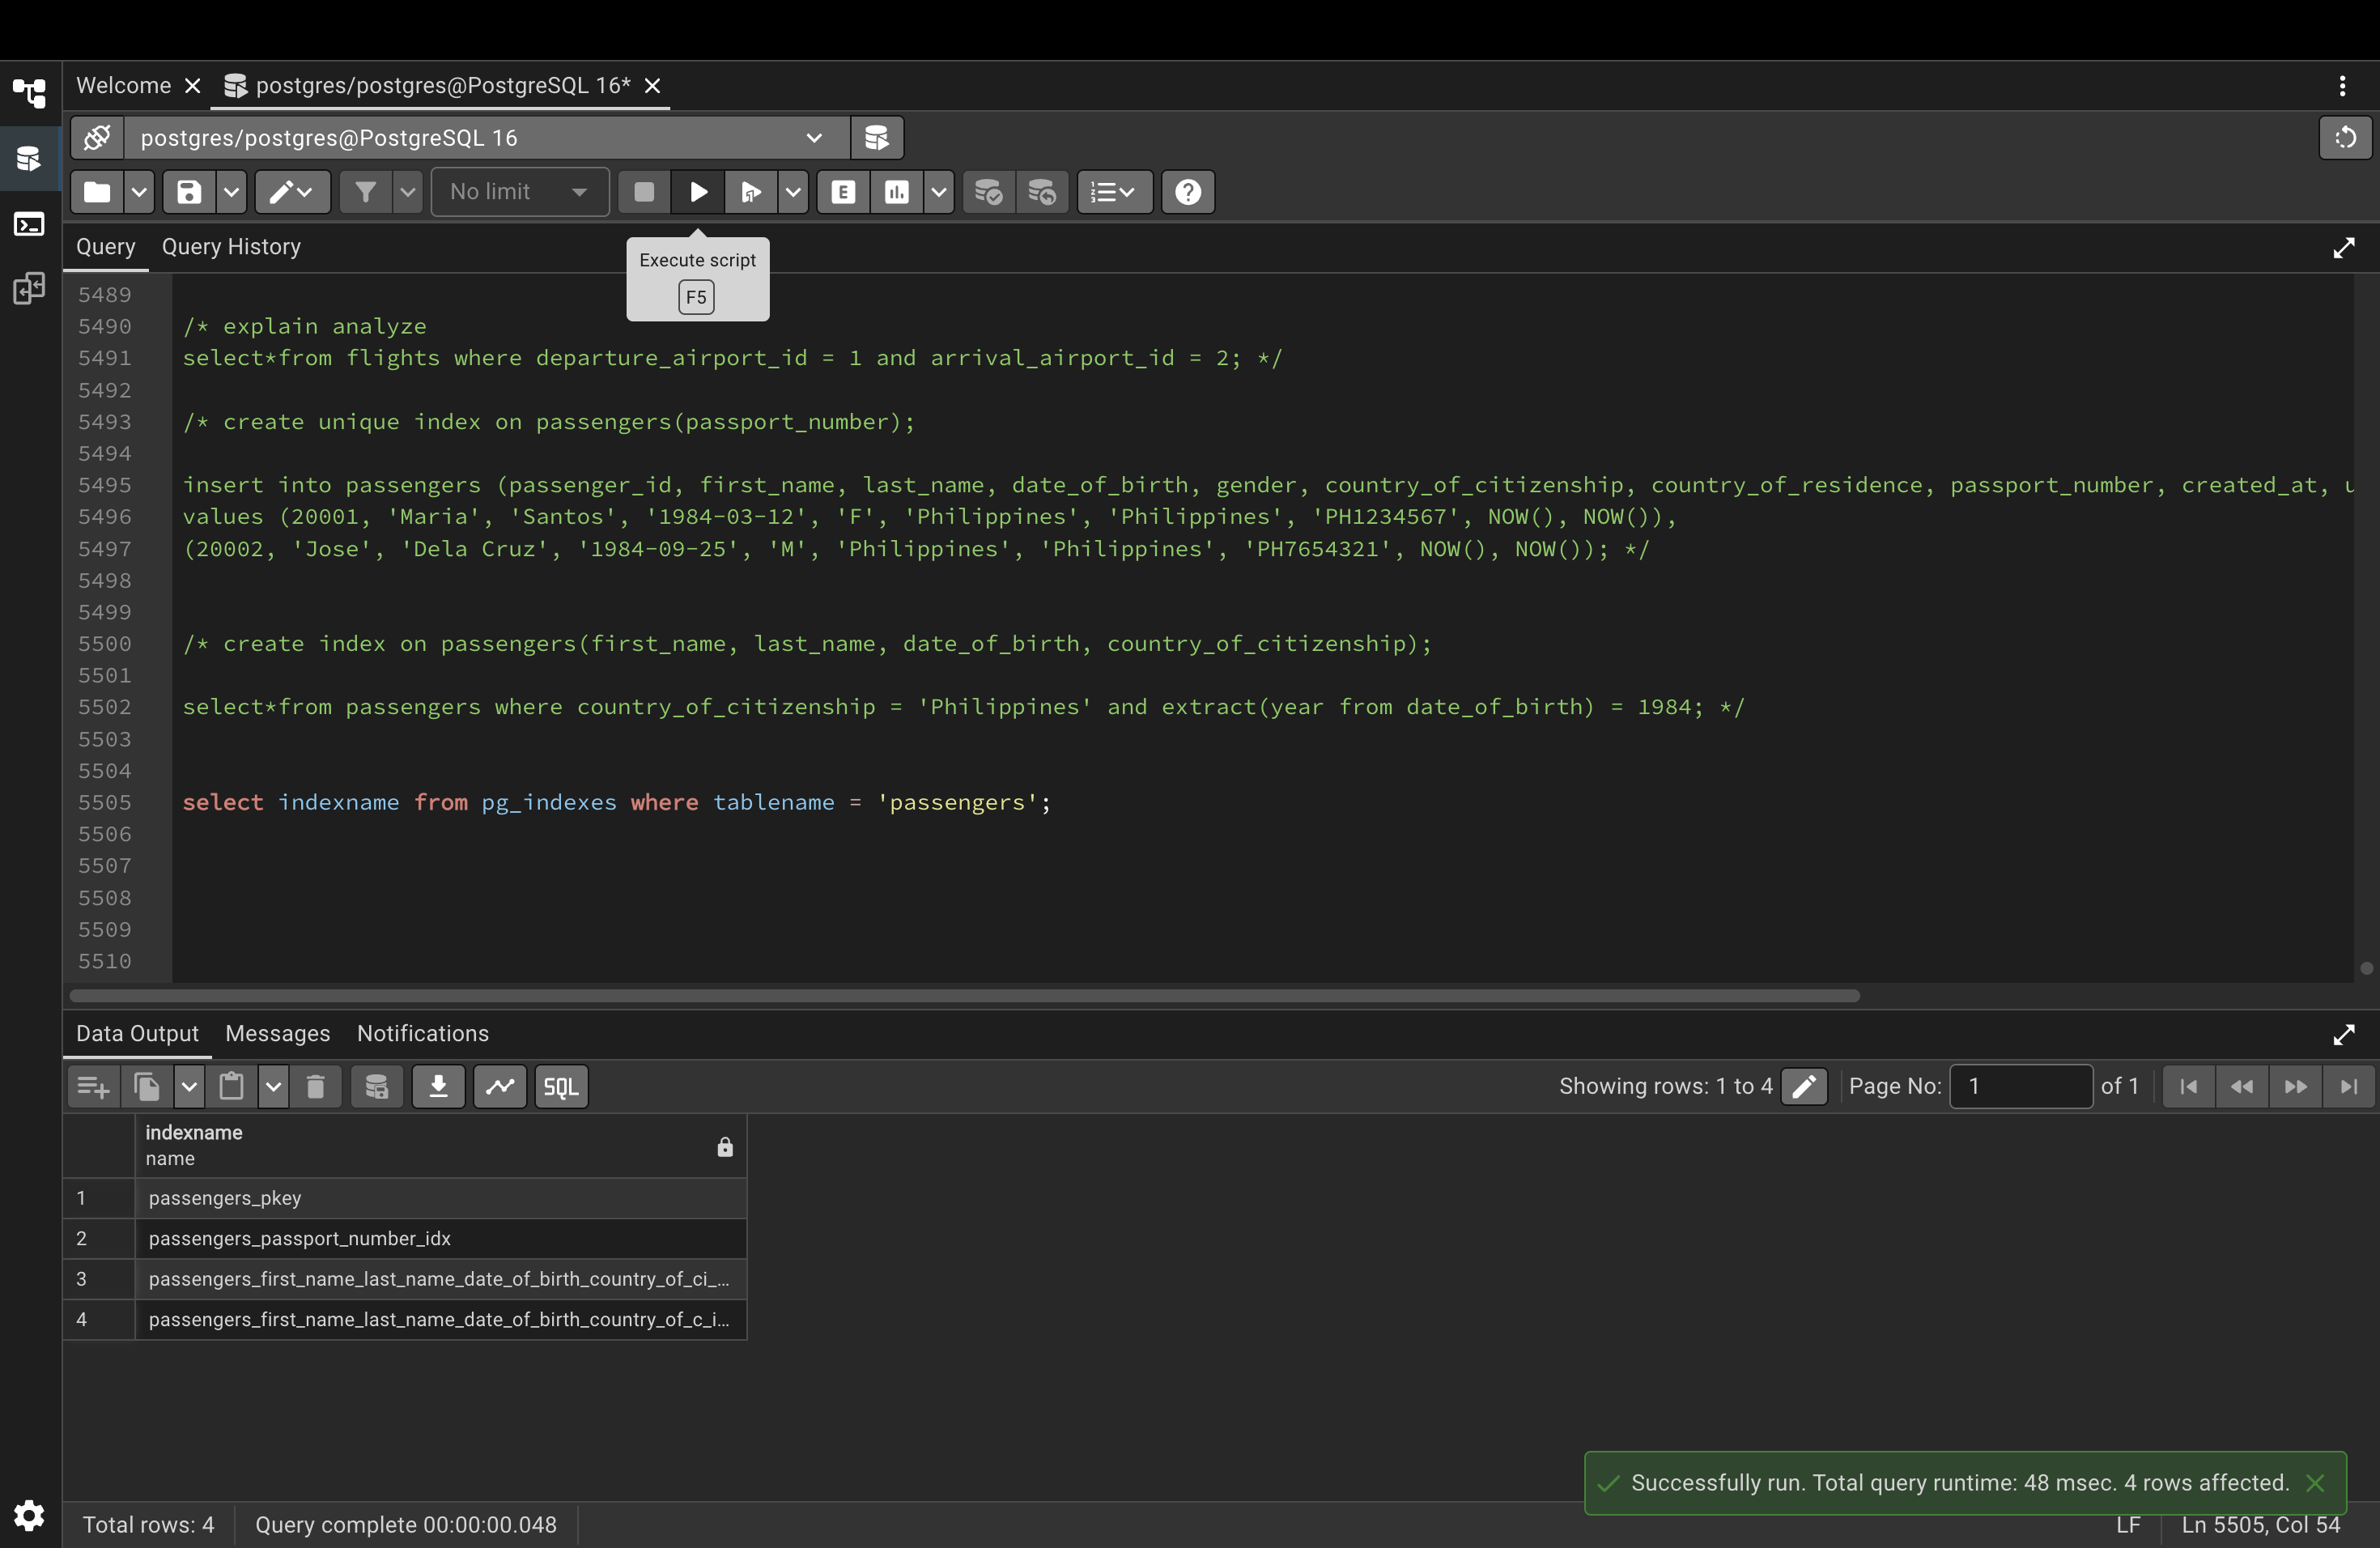 Welcome
postgres/postgres@PostgreSQL 16*
postgres/postgres@PostgreSQL 16
No limit
E
Query
Query History
Execute script
F5
5489
5490 /* explain analyze
5491 select*from flights where departure_airport_id = 1 and arrival_airport_id = 2; */
5492
5493 /* create unique index on passengers(passport_number);
5494
5495 insert into passengers (passenger_id, first_name, last_name, date_of_birth, gender, country_of_citizenship, country_of_residence, passport_number, created_at, u
5496 values (20001, 'Maria', 'Santos', '1984-03-12', 'F', 'Philippines', 'Philippines', 'PH1234567', NOW(), NOW()),
5497 (20002, 'Jose', 'Dela Cruz', '1984-09-25', 'M', 'Philippines', 'Philippines', 'PH7654321', NOW(), NOW()); */
5498
5499
5500 /* create index on passengers(first_name, last_name, date_of_birth, country_of_citizenship);
5501
5502 select*from passengers where country_of_citizenship = 'Philippines' and extract(year from date_of_birth) = 1984; */
5503
5504
5505 select indexname from pg_indexes where tablename = 'passengers';
5506
5507
5508
5509
5510
Data Output Messages Notifications
SQL
Showing rows: 1 to 4
Page No: 1 of 1
indexname
name
1 passengers_pkey
2 passengers_passport_number_idx
3 passengers_first_name_last_name_date_of_birth_country_of_ci_...
4 passengers_first_name_last_name_date_of_birth_country_of_c_i...
Successfully run. Total query runtime: 48 msec. 4 rows affected.
Total rows: 4
Query complete 00:00:00.048
LF
Ln 5505, Col 54